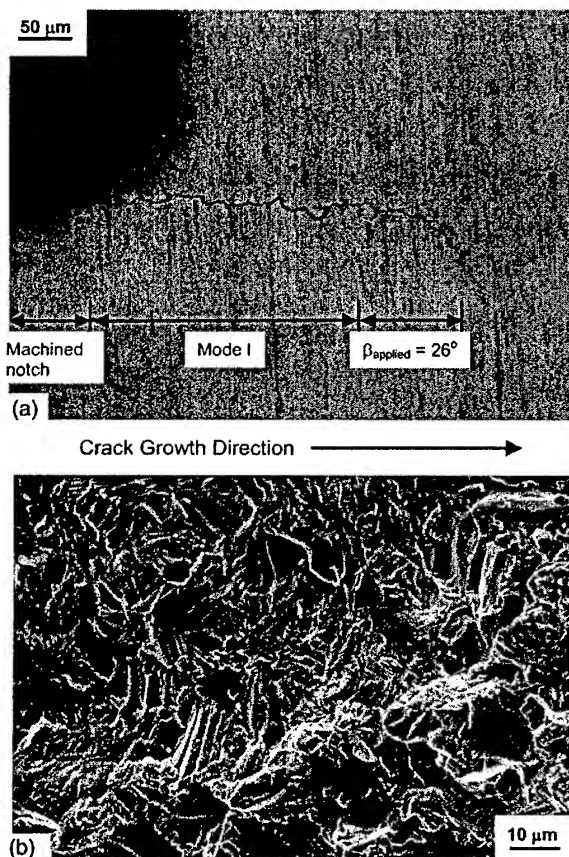 50 μm
Machined
notch
Mode I
βapplied = 26°
(a)
Crack Growth Direction
(b)
10 μm